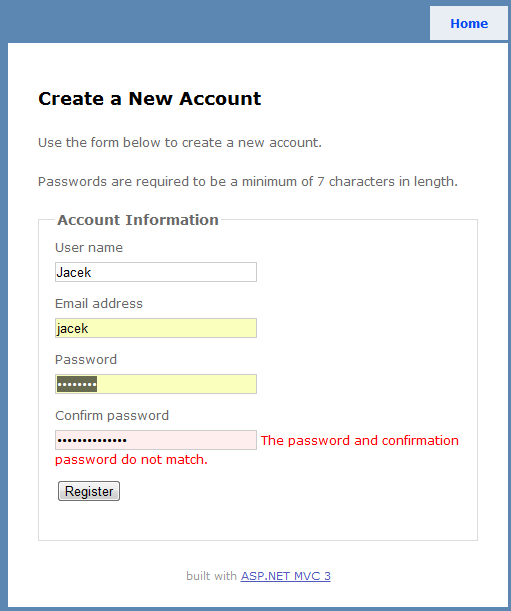 Home
Create a New Account
Use the form below to create a new account.
Passwords are required to be a minimum of 7 characters in length.
Account Information
User name
Jacek
Email address
jacek
Password
••••••••
Confirm password
•••••••••••••• The password and confirmation
password do not match.
Register
built with ASP.NET MVC 3